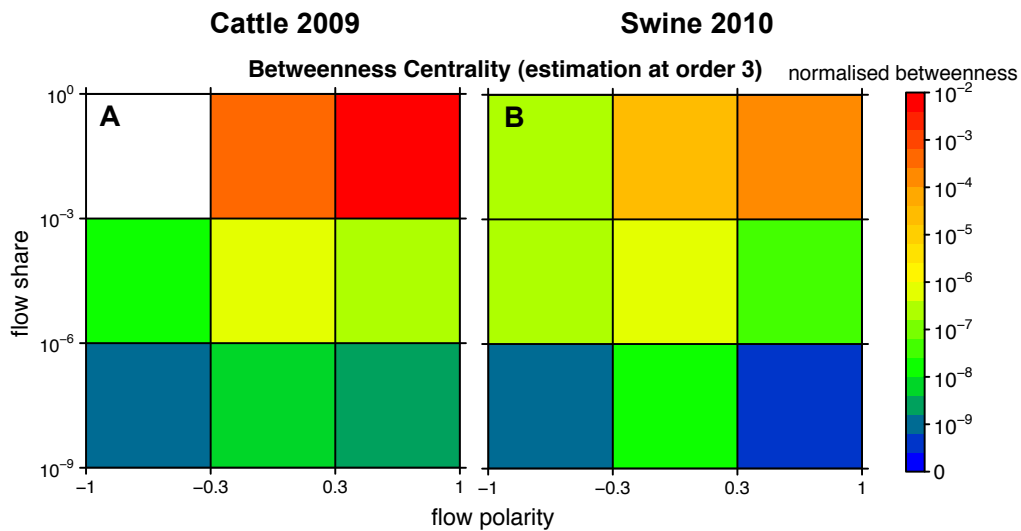 Cattle 2009
Swine 2010
Betweenness Centrality (estimation at order 3)
normalised betweenness
A
B
flow share
10⁰
10⁻³
10⁻⁶
10⁻⁹
−1
−0.3
0.3
1
−1
−0.3
0.3
1
flow polarity
10⁻²
10⁻³
10⁻⁴
10⁻⁵
10⁻⁶
10⁻⁷
10⁻⁸
10⁻⁹
0